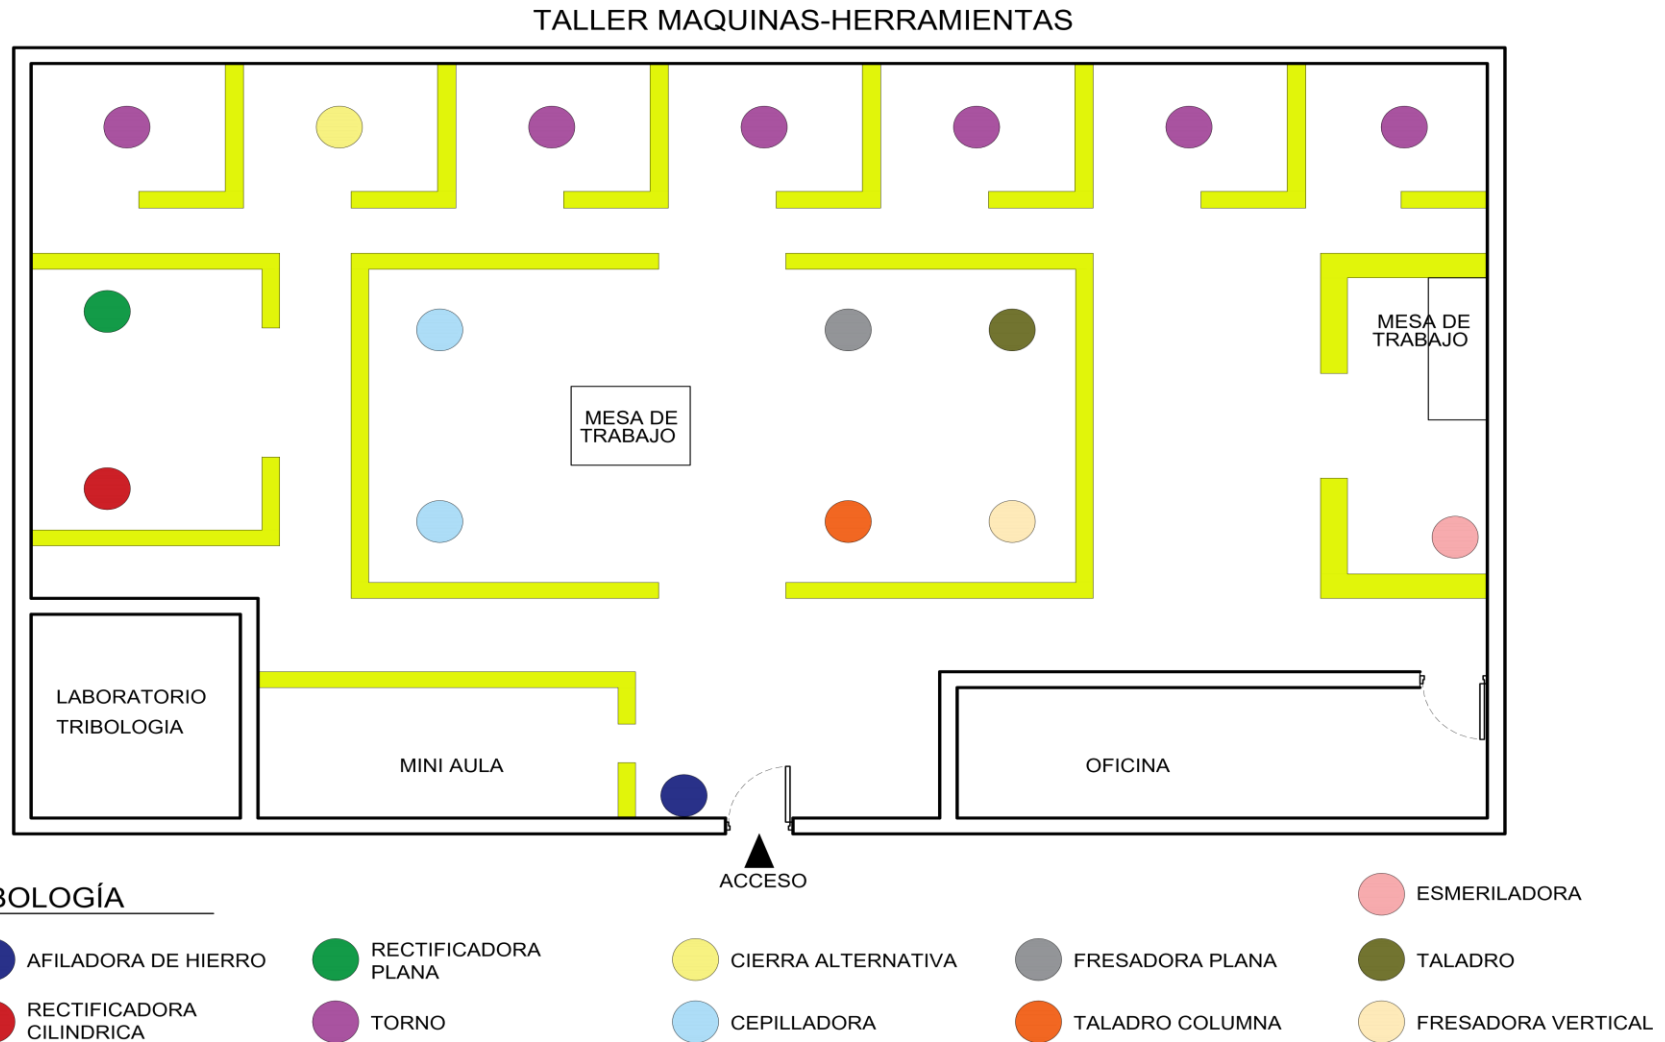 TALLER MAQUINAS-HERRAMIENTAS
MESA DE
TRABAJO
MESA DE
TRABAJO
LABORATORIO
TRIBOLOGIA
MINI AULA
OFICINA
ACCESO
BOLOGÍA
ESMERILADORA
AFILADORA DE HIERRO
RECTIFICADORA
PLANA
CIERRA ALTERNATIVA
FRESADORA PLANA
TALADRO
RECTIFICADORA
CILINDRICA
TORNO
CEPILLADORA
TALADRO COLUMNA
FRESADORA VERTICAL